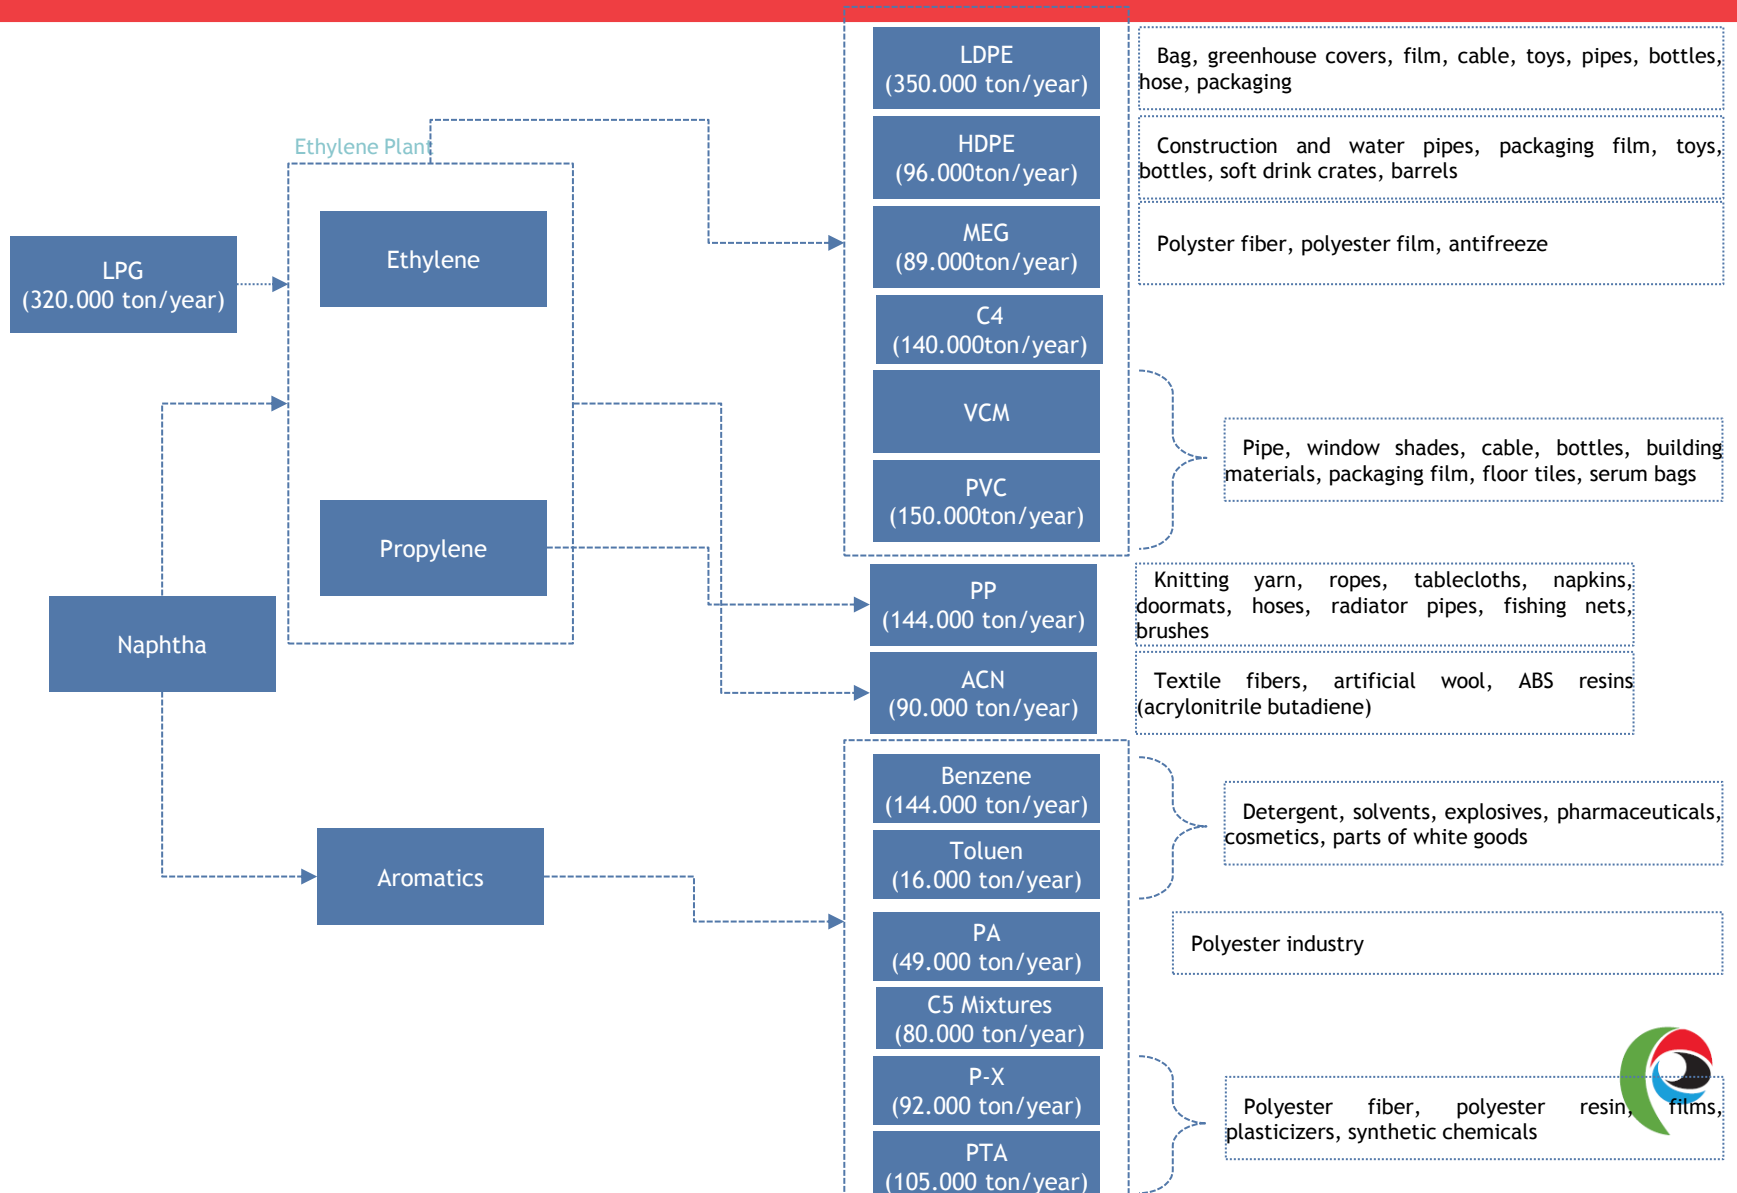 LDPE
(350.000 ton/year)
Bag, greenhouse covers, film, cable, toys, pipes, bottles,
hose, packaging
Ethylene Plant
HDPE
(96.000ton/year)
Construction and water pipes, packaging film, toys,
bottles, soft drink crates, barrels
LPG
(320.000 ton/year)
Ethylene
MEG
(89.000ton/year)
Polyster fiber, polyester film, antifreeze
C4
(140.000ton/year)
VCM
PVC
(150.000ton/year)
Pipe, window shades, cable, bottles, building
materials, packaging film, floor tiles, serum bags
Propylene
Naphtha
PP
(144.000 ton/year)
Knitting yarn, ropes, tablecloths, napkins,
doormats, hoses, radiator pipes, fishing nets,
brushes
ACN
(90.000 ton/year)
Textile fibers, artificial wool, ABS resins
(acrylonitrile butadiene)
Aromatics
Benzene
(144.000 ton/year)
Toluen
(16.000 ton/year)
Detergent, solvents, explosives, pharmaceuticals,
cosmetics, parts of white goods
PA
(49.000 ton/year)
Polyester industry
C5 Mixtures
(80.000 ton/year)
P-X
(92.000 ton/year)
PTA
(105.000 ton/year)
Polyester fiber, polyester resin, films,
plasticizers, synthetic chemicals